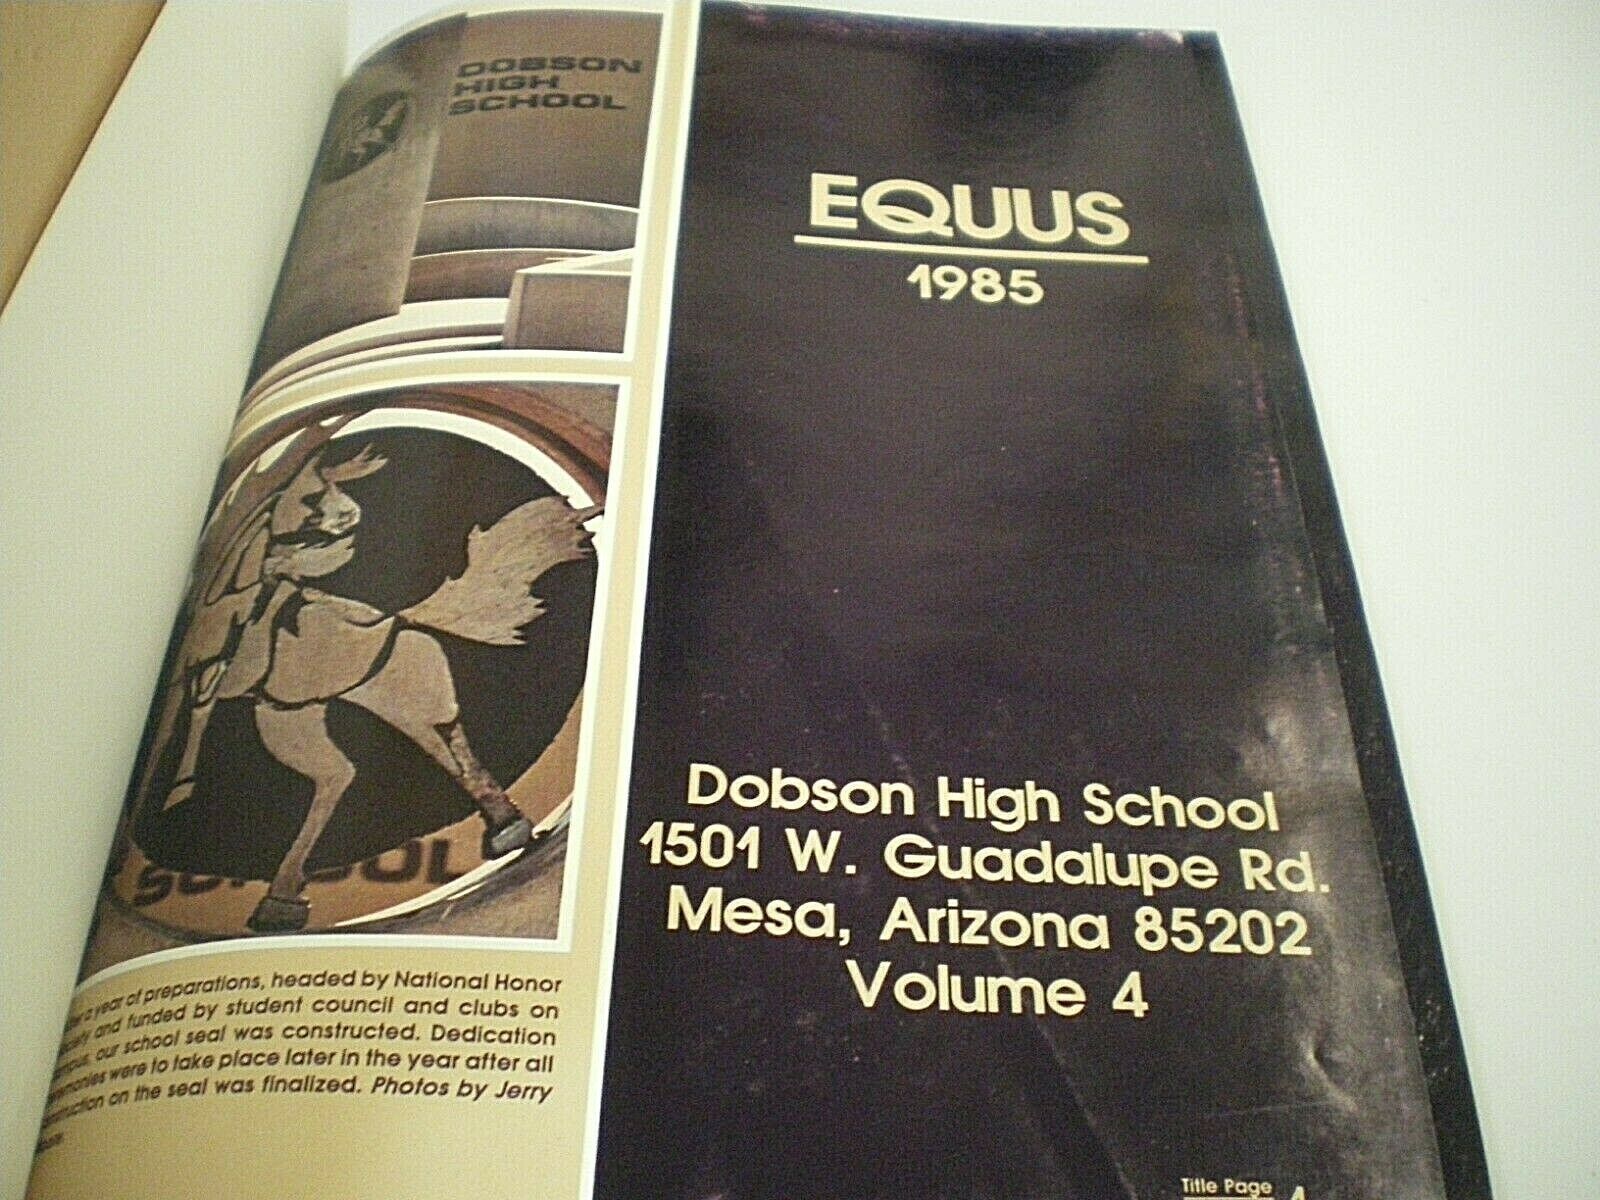 DOBSON
HIGH
SCHOOL
SCHOOL
a year of preparations, headed by National Honor
and funded by student council and clubs on
our school seal was constructed. Dedication
were to take place later in the year after all
on the seal was finalized. Photos by Jerry
EQUUS
1985
Dobson High School
1501 W. Guadalupe Rd.
Mesa, Arizona 85202
Volume 4
Title Page